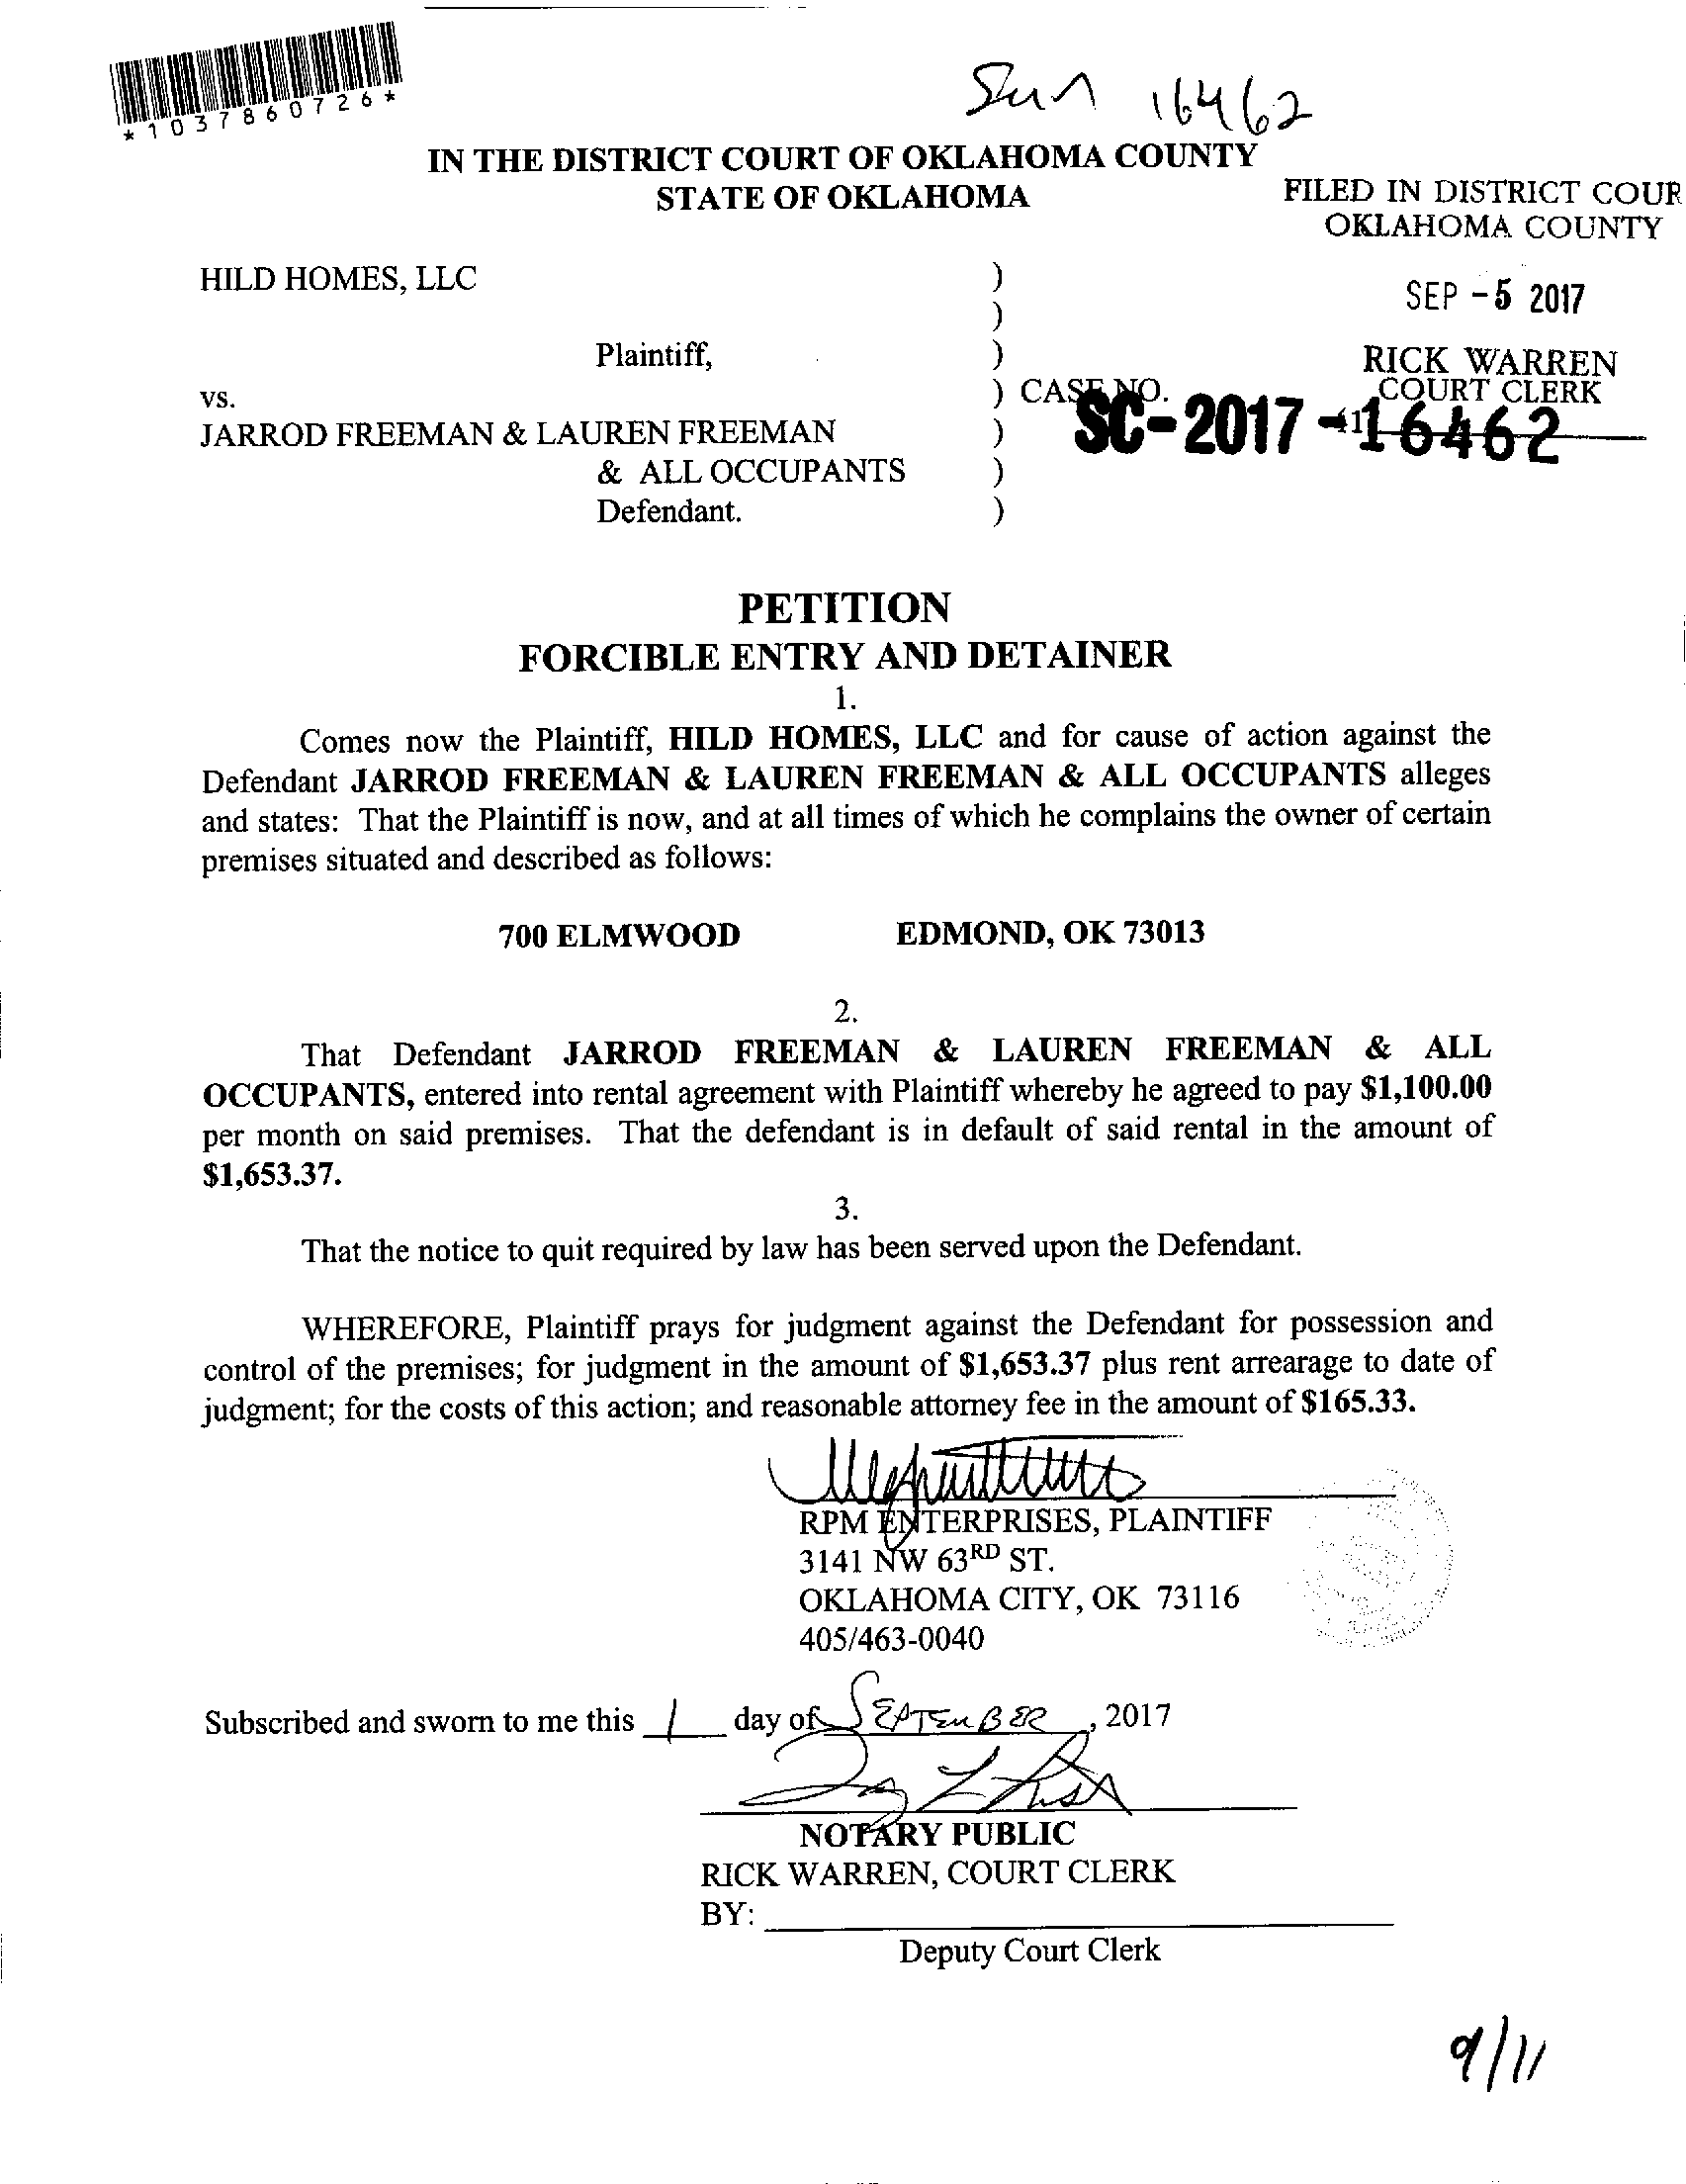 *1037860726*
Sun 16462
IN THE DISTRICT COURT OF OKLAHOMA COUNTY
STATE OF OKLAHOMA
FILED IN DISTRICT COUR
OKLAHOMA COUNTY
SEP -5 2017
RICK WARREN
COURT CLERK
HILD HOMES, LLC )
)
Plaintiff, )
vs. ) CASE NO.
SC-2017-16462
JARROD FREEMAN & LAUREN FREEMAN )
& ALL OCCUPANTS )
Defendant. )
PETITION
FORCIBLE ENTRY AND DETAINER
1.
Comes now the Plaintiff, HILD HOMES, LLC and for cause of action against the
Defendant JARROD FREEMAN & LAUREN FREEMAN & ALL OCCUPANTS alleges
and states: That the Plaintiff is now, and at all times of which he complains the owner of certain
premises situated and described as follows:
700 ELMWOOD EDMOND, OK 73013
2.
That Defendant JARROD FREEMAN & LAUREN FREEMAN & ALL
OCCUPANTS, entered into rental agreement with Plaintiff whereby he agreed to pay $1,100.00
per month on said premises. That the defendant is in default of said rental in the amount of
$1,653.37.
3.
That the notice to quit required by law has been served upon the Defendant.
WHEREFORE, Plaintiff prays for judgment against the Defendant for possession and
control of the premises; for judgment in the amount of $1,653.37 plus rent arrearage to date of
judgment; for the costs of this action; and reasonable attorney fee in the amount of $165.33.
RPM ENTERPRISES, PLAINTIFF
3141 NW 63RD ST.
OKLAHOMA CITY, OK 73116
405/463-0040
Subscribed and sworn to me this 1 day of SEPTEMBER, 2017
NOTARY PUBLIC
RICK WARREN, COURT CLERK
BY:
Deputy Court Clerk
9/11